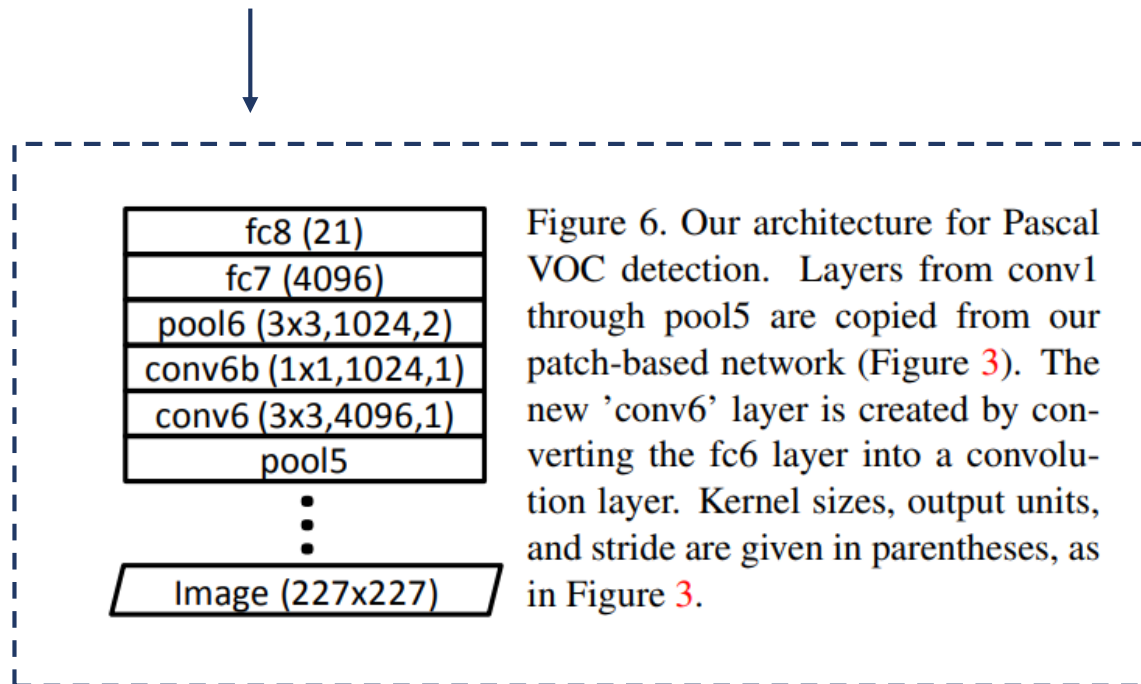 fc8 (21)
fc7 (4096)
pool6 (3x3,1024,2)
conv6b (1x1,1024,1)
conv6 (3x3,4096,1)
pool5
Image (227x227)
Figure 6. Our architecture for Pascal
VOC detection. Layers from conv1
through pool5 are copied from our
patch-based network (Figure 3). The
new ’conv6’ layer is created by con-
verting the fc6 layer into a convolu-
tion layer. Kernel sizes, output units,
and stride are given in parentheses, as
in Figure 3.